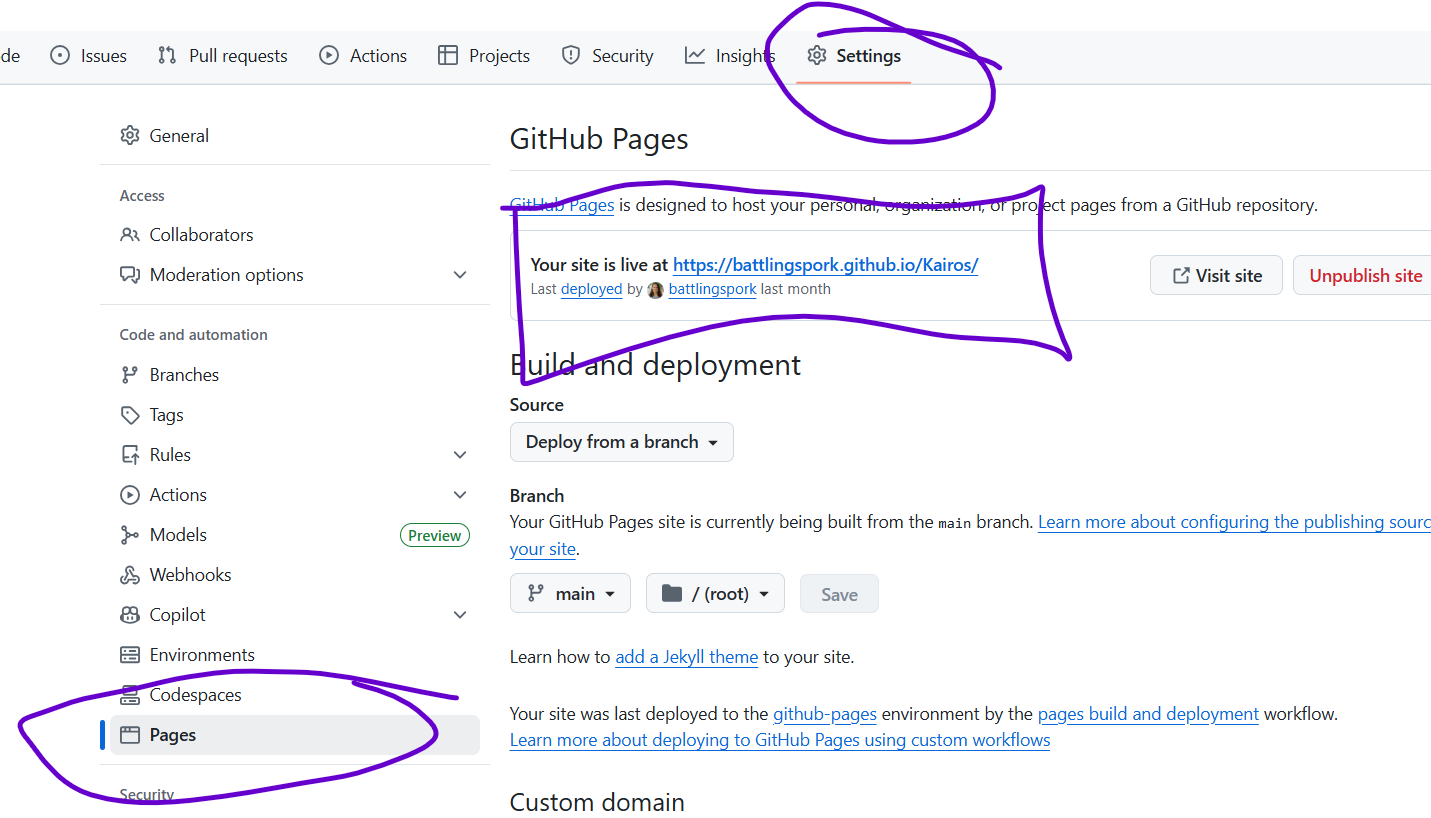 de Issues Pull requests Actions Projects Security Insights Settings
General
Access
Collaborators
Moderation options
Code and automation
Branches
Tags
Rules
Actions
Models Preview
Webhooks
Copilot
Environments
Codespaces
Pages
Security
GitHub Pages
GitHub Pages is designed to host your personal, organization, or project pages from a GitHub repository.
Your site is live at https://battlingspork.github.io/Kairos/
Last deployed by battlingspork last month
Visit site Unpublish site
Build and deployment
Source
Deploy from a branch
Branch
Your GitHub Pages site is currently being built from the main branch. Learn more about configuring the publishing sourc
your site.
main / (root) Save
Learn how to add a Jekyll theme to your site.
Your site was last deployed to the github-pages environment by the pages build and deployment workflow.
Learn more about deploying to GitHub Pages using custom workflows
Custom domain